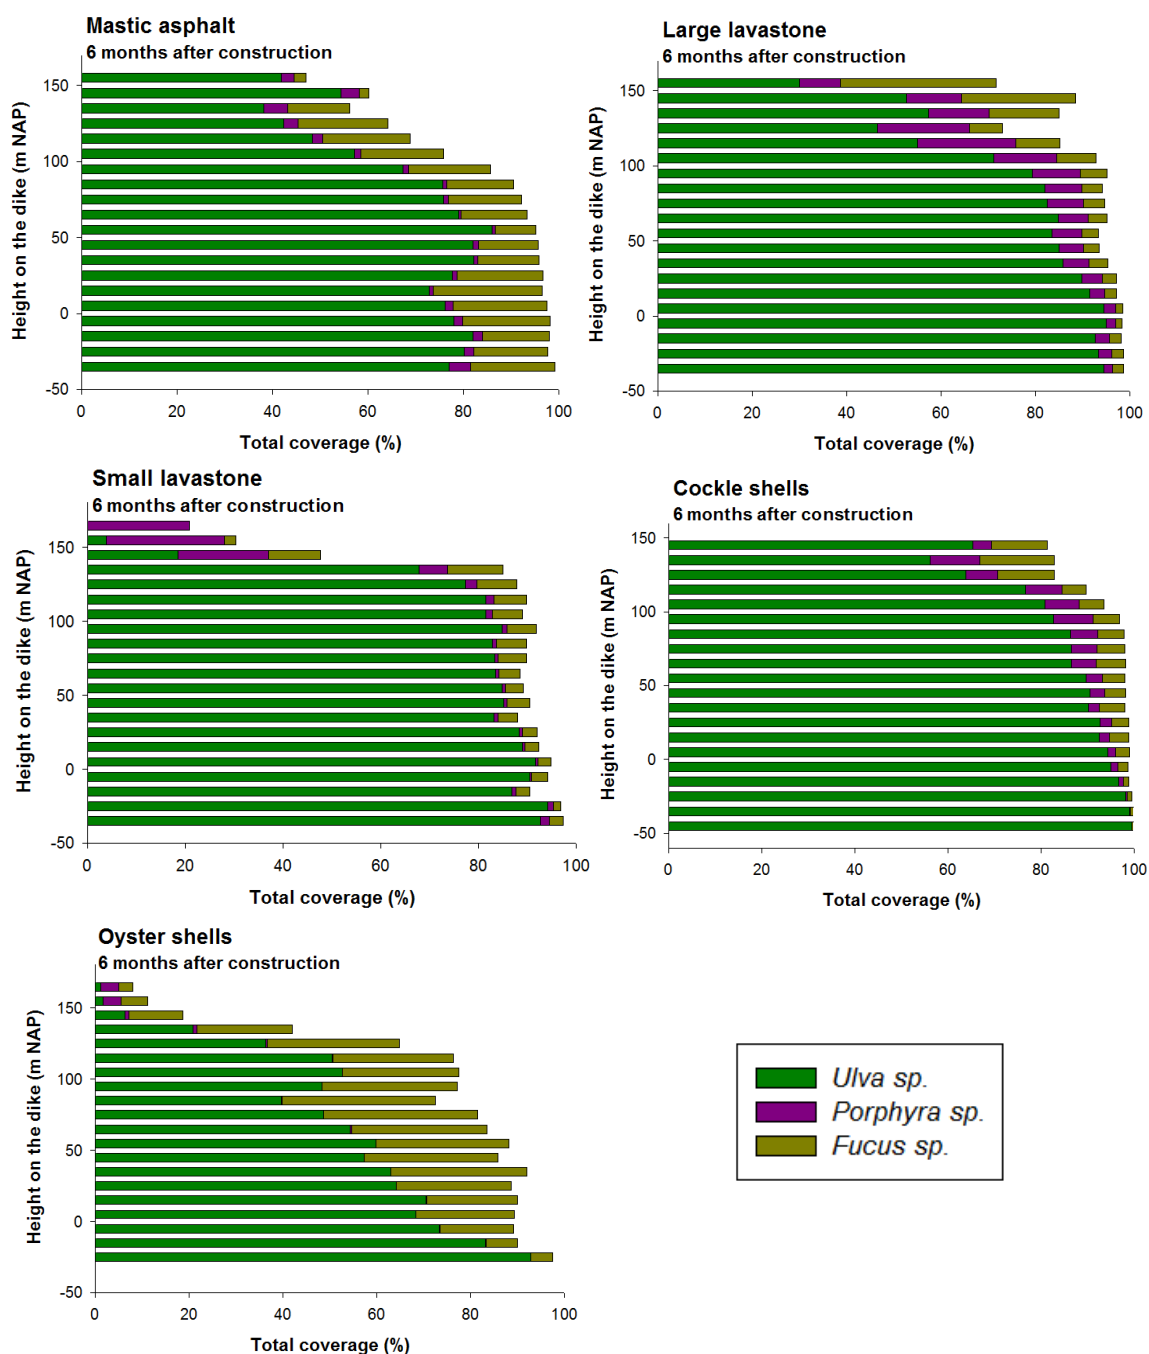 Mastic asphalt
6 months after construction
150
100
50
0
-50
Height on the dike (m NAP)
0 20 40 60 80 100
Total coverage (%)
Large lavastone
6 months after construction
150
100
50
0
-50
Height on the dike (m NAP)
0 20 40 60 80 100
Total coverage (%)
Small lavastone
6 months after construction
150
100
50
0
-50
Height on the dike (m NAP)
0 20 40 60 80 100
Total coverage (%)
Cockle shells
6 months after construction
150
100
50
0
-50
Height on the dike (m NAP)
0 20 40 60 80 100
Total coverage (%)
Oyster shells
6 months after construction
150
100
50
0
-50
Height on the dike (m NAP)
0 20 40 60 80 100
Total coverage (%)
Ulva sp.
Porphyra sp.
Fucus sp.